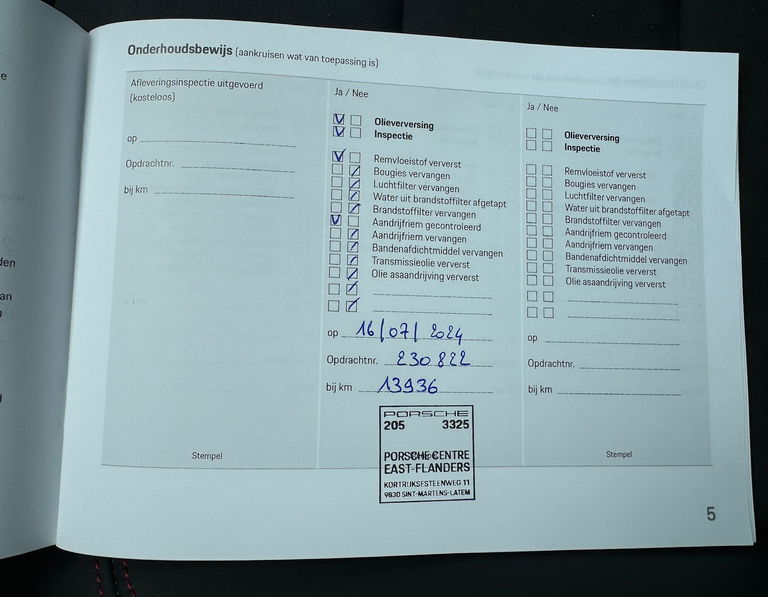 Onderhoudsbewijs (aankruisen wat van toepassing is)
Afleveringsinspectie uitgevoerd
(kosteloos)
op
Opdrachtnr.
bij km
Stempel
Ja / Nee
Olieverversing
Inspectie
Remvloeistof ververst
Bougies vervangen
Luchtfilter vervangen
Water uit brandstoffilter afgetapt
Brandstoffilter vervangen
Aandrijfriem gecontroleerd
Aandrijfriem vervangen
Bandenafdichtmiddel vervangen
Transmissieolie ververst
Olie asaandrijving ververst
op 16/07/2024
Opdrachtnr. 230822
bij km 13936
PORSCHE
205 3325
PORSCHE CENTRE
EAST-FLANDERS
KORTRIJKSESTEENWEG 11
9830 SINT-MARTENS-LATEM
Ja / Nee
Olieverversing
Inspectie
Remvloeistof ververst
Bougies vervangen
Luchtfilter vervangen
Water uit brandstoffilter afgetapt
Brandstoffilter vervangen
Aandrijfriem gecontroleerd
Aandrijfriem vervangen
Bandenafdichtmiddel vervangen
Transmissieolie ververst
Olie asaandrijving ververst
op
Opdrachtnr.
bij km
Stempel
5